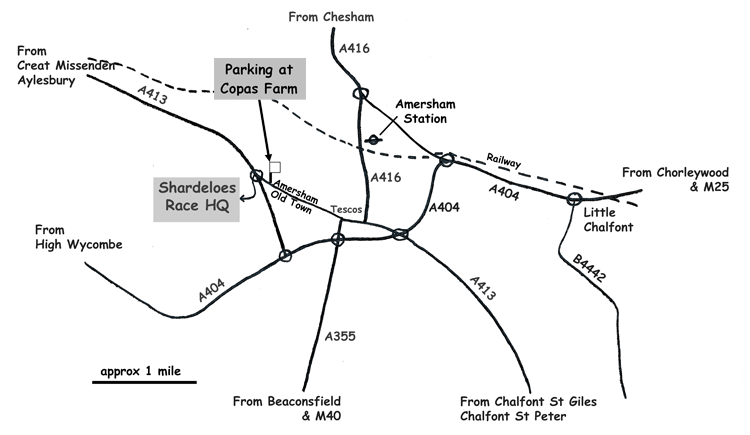 From Chesham
A416
From
Great Missenden
Aylesbury
A413
Parking at
Copas Farm
Amersham
Station
Railway
From Chorleywood
& M25
A416
A404
A404
Shardeloes
Race HQ
Amersham
Old Town
Tescos
Little
Chalfont
From
High Wycombe
A404
B4442
A413
A355
approx 1 mile
From Beaconsfield
& M40
From Chalfont St Giles
Chalfont St Peter